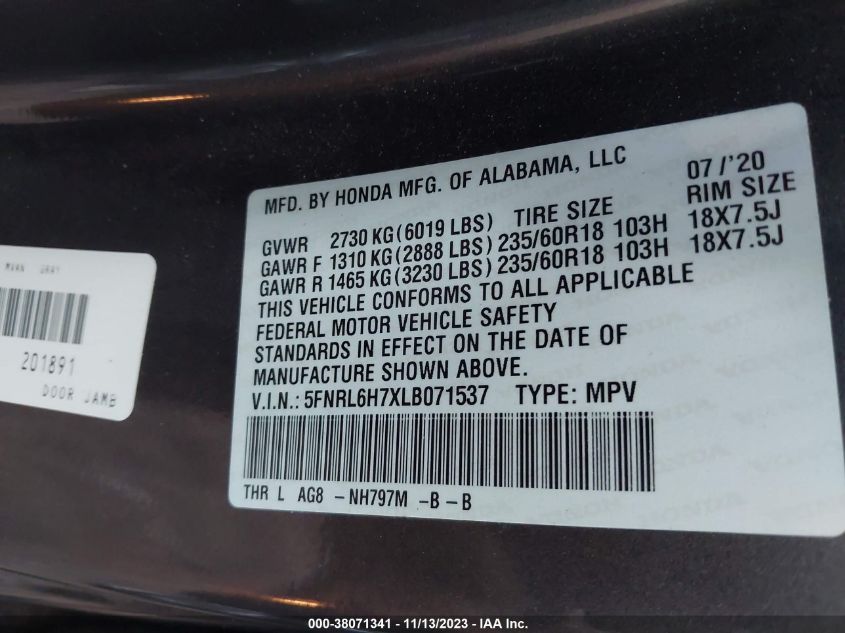 MFD. BY HONDA MFG. OF ALABAMA, LLC 07/'20
GVWR 2730 KG (6019 LBS) TIRE SIZE RIM SIZE
GAWR F 1310 KG (2888 LBS) 235/60R18 103H 18X7.5J
GAWR R 1465 KG (3230 LBS) 235/60R18 103H 18X7.5J
THIS VEHICLE CONFORMS TO ALL APPLICABLE
FEDERAL MOTOR VEHICLE SAFETY
STANDARDS IN EFFECT ON THE DATE OF
MANUFACTURE SHOWN ABOVE.
V.I.N.: 5FNRL6H7XLB071537 TYPE: MPV
THR L AG8 -NH797M -B-B
GRAY
201891
DOOR JAMB
000-38071341 - 11/13/2023 - IAA Inc.